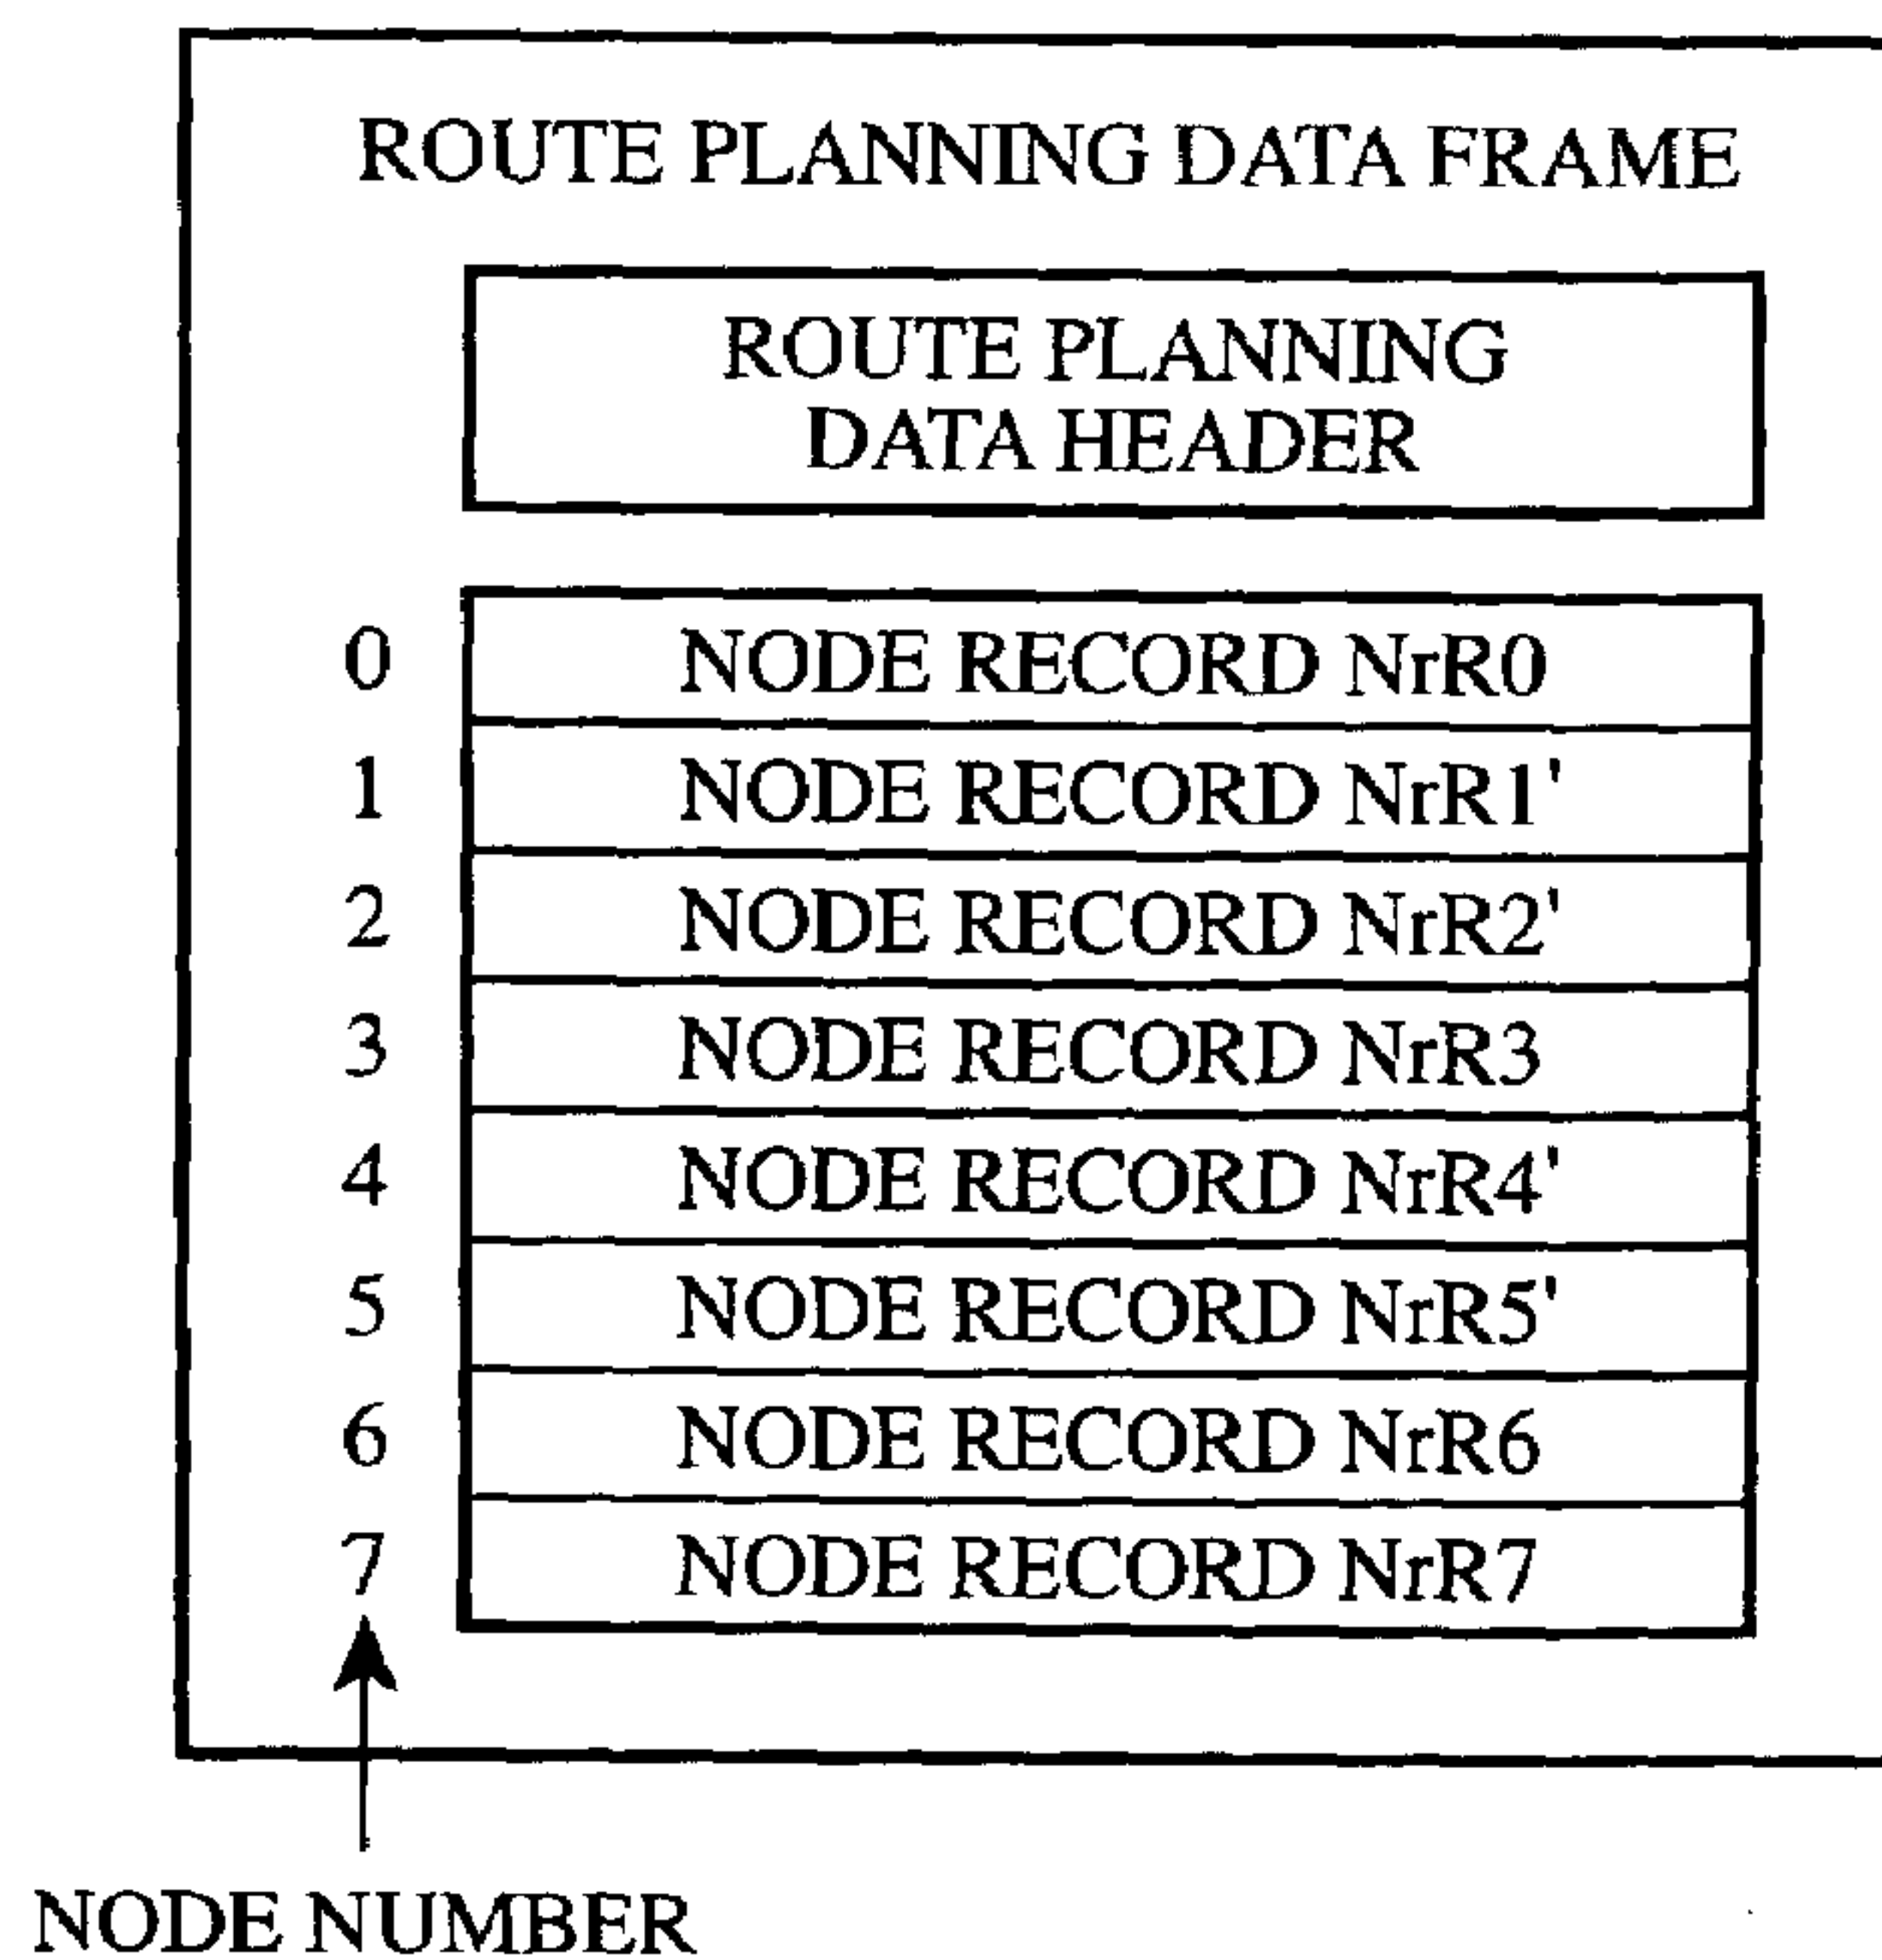 ROUTE PLANNING DATA FRAME
ROUTE PLANNING
DATA HEADER
0 NODE RECORD NrR0
1 NODE RECORD NrR1'
2 NODE RECORD NrR2'
3 NODE RECORD NrR3
4 NODE RECORD NrR4'
5 NODE RECORD NrR5'
6 NODE RECORD NrR6
7 NODE RECORD NrR7
NODE NUMBER